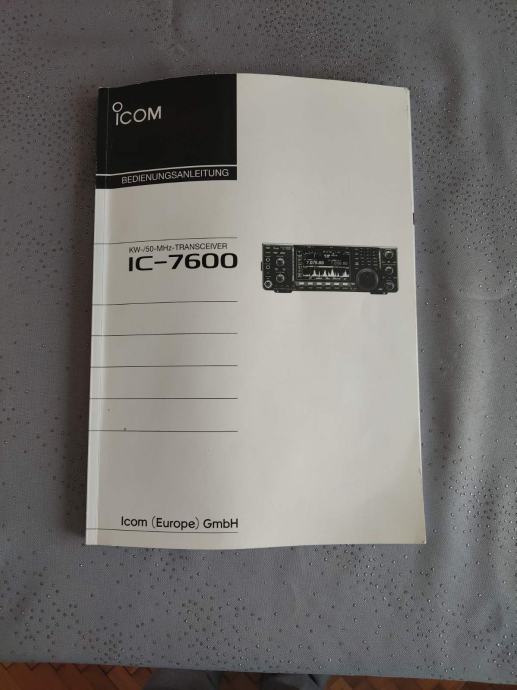 ICOM
BEDIENUNGSANLEITUNG
KW-/50-MHz-TRANSCEIVER
IC-7600
Icom (Europe) GmbH